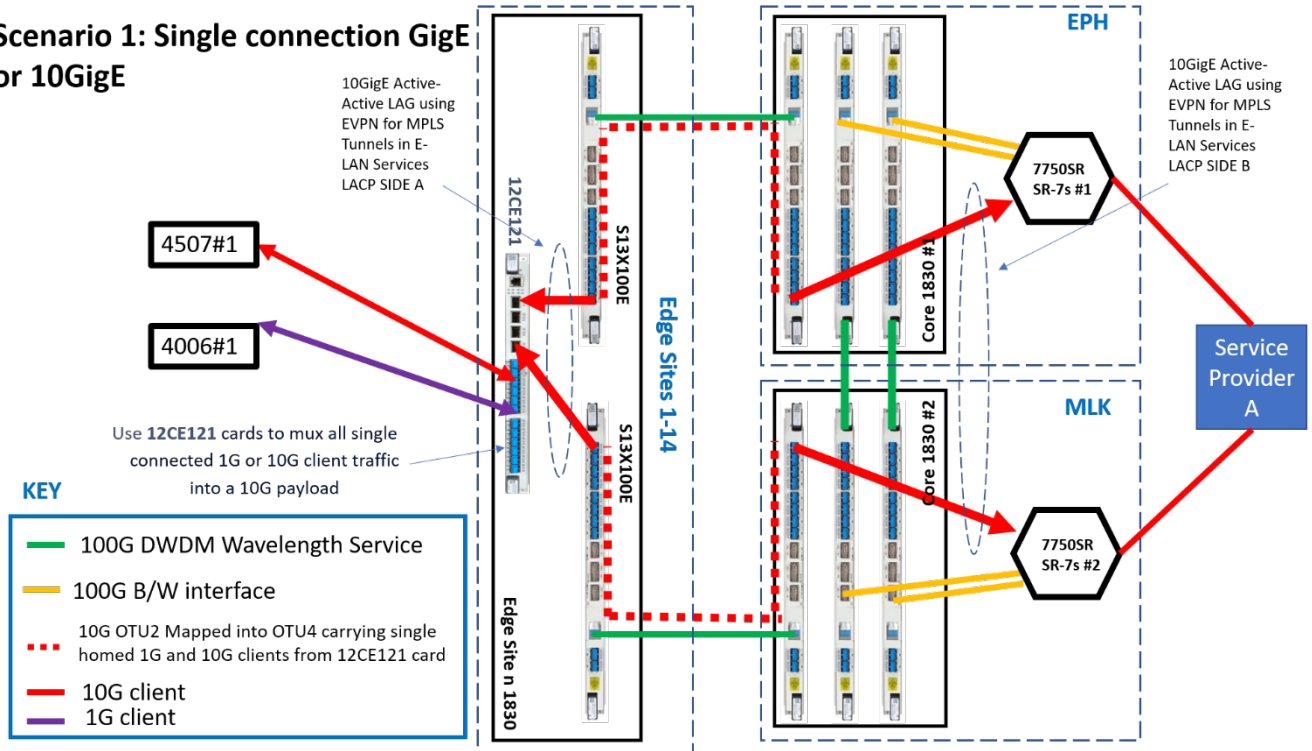 Scenario 1: Single connection GigE
or 10GigE
10GigE Active-
Active LAG using
EVPN for MPLS
Tunnels in E-
LAN Services
LACP SIDE A
12CE121
S13X100E
4507#1
4006#1
Use 12CE121 cards to mux all single
connected 1G or 10G client traffic
into a 10G payload
S13X100E
Edge Site n 1830
Edge Sites 1-14
EPH
Core 1830 #1
7750SR
SR-7s #1
10GigE Active-
Active LAG using
EVPN for MPLS
Tunnels in E-
LAN Services
LACP SIDE B
MLK
Core 1830 #2
7750SR
SR-7s #2
Service
Provider
A
KEY
100G DWDM Wavelength Service
100G B/W interface
10G OTU2 Mapped into OTU4 carrying single
homed 1G and 10G clients from 12CE121 card
10G client
1G client